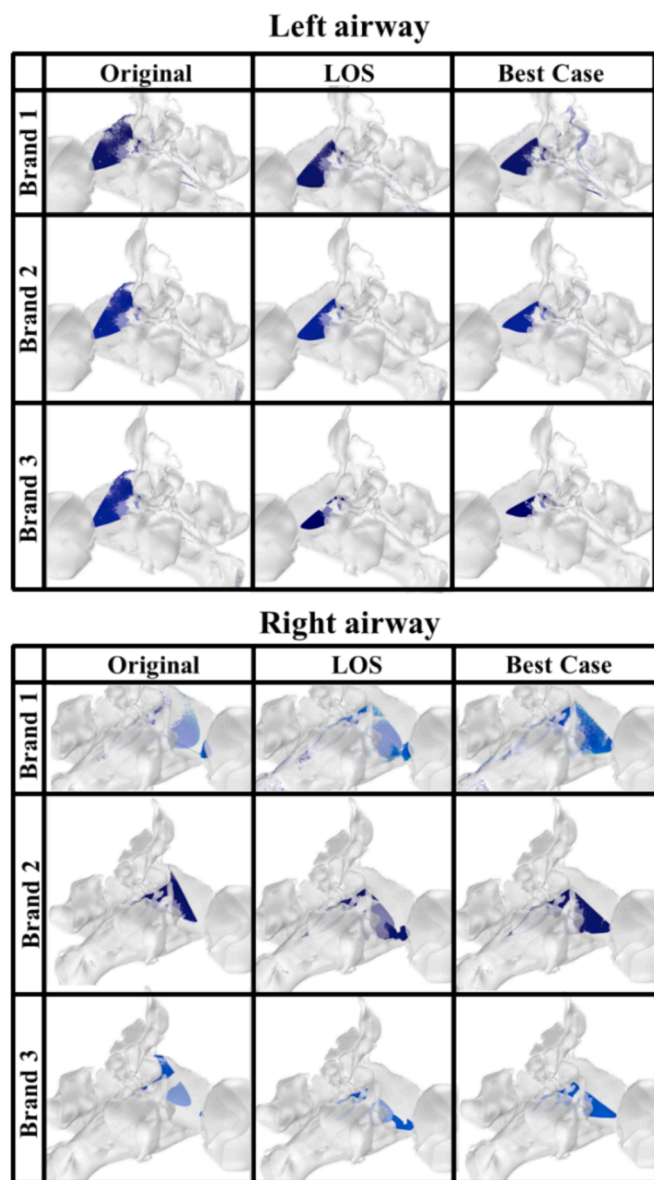 Left airway
Original LOS Best Case
Brand 1
Brand 2
Brand 3
Right airway
Original LOS Best Case
Brand 1
Brand 2
Brand 3